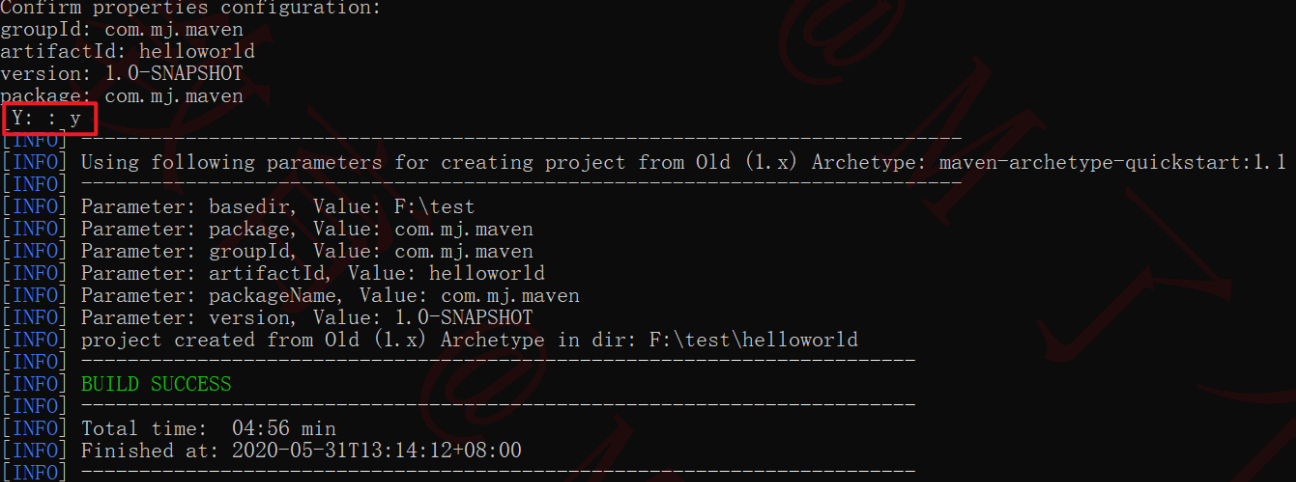 Confirm properties configuration:
groupId: com.mj.maven
artifactId: helloworld
version: 1.0-SNAPSHOT
package: com.mj.maven
Y: : y
[INFO] ----------------------------------------------------------------------------
[INFO] Using following parameters for creating project from Old (1.x) Archetype: maven-archetype-quickstart:1.1
[INFO] ----------------------------------------------------------------------------
[INFO] Parameter: basedir, Value: F:\test
[INFO] Parameter: package, Value: com.mj.maven
[INFO] Parameter: groupId, Value: com.mj.maven
[INFO] Parameter: artifactId, Value: helloworld
[INFO] Parameter: packageName, Value: com.mj.maven
[INFO] Parameter: version, Value: 1.0-SNAPSHOT
[INFO] project created from Old (1.x) Archetype in dir: F:\test\helloworld
[INFO] ------------------------------------------------------------------------
[INFO] BUILD SUCCESS
[INFO] ------------------------------------------------------------------------
[INFO] Total time:  04:56 min
[INFO] Finished at: 2020-05-31T13:14:12+08:00
[INFO] ------------------------------------------------------------------------